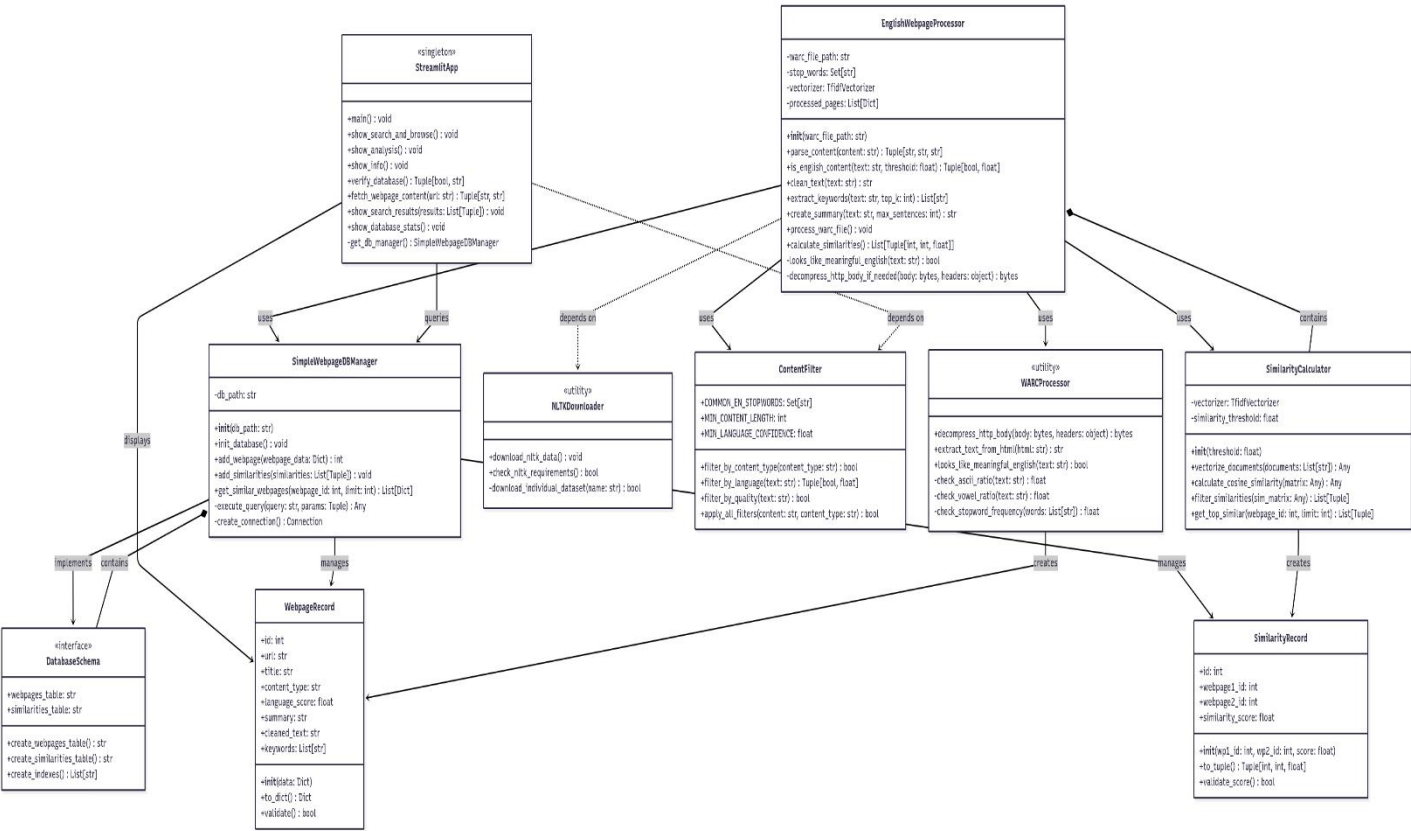 «singleton»
StreamlitApp
+main() : void
+show_search_and_browse() : void
+show_analysis() : void
+show_info() : void
+verify_database() : Tuple[bool, str]
+fetch_webpage_content(uri: str) : Tuple[str, str]
+show_search_results(results: List[Tuple]) : void
+show_database_stats() : void
-get_db_manager() : SimpleWebpageDBManager
EnglishWebpageProcessor
-warc_file_path: str
-stop_words: Set[str]
-vectorizer: TfidfVectorizer
-processed_pages: List[Dict]
+init(warc_file_path: str)
+parse_content(content: str) : Tuple[str, str, str]
+is_english_content(text: str, threshold: float) : Tuple[bool, float]
+clean_text(text: str) : str
+extract_keywords(text: str, top_k: int) : List[str]
+create_summary(text: str, max_sentences: int) : str
+process_warc_file() : void
+calculate_similarities() : List[Tuple[int, int, float]]
-looks_like_meaningful_english(text: str) : bool
-decompress_http_body_if_needed(body: bytes, headers: object) : bytes
uses
queries
depends on
uses
depends on
uses
uses
contains
SimpleWebpageDBManager
-db_path: str
+init(db_path: str)
+init_database() : void
+add_webpage(webpage_data: Dict) : int
+add_similarities(similarities: List[Tuple]) : void
+get_similar_webpages(webpage_id: int, limit: int) : List[Dict]
-execute_query(query: str, params: Tuple) : Any
-create_connection() : Connection
«utility»
NLTKDownloader
+download_nltk_data() : void
+check_nltk_requirements() : bool
-download_individual_dataset(name: str) : bool
ContentFilter
+COMMON_EN_STOPWORDS: Set[str]
+MIN_CONTENT_LENGTH: int
+MIN_LANGUAGE_CONFIDENCE: float
+filter_by_content_type(content_type: str) : bool
+filter_by_language(text: str) : Tuple[bool, float]
+filter_by_quality(text: str) : bool
+apply_all_filters(content: str, content_type: str) : bool
«utility»
WARCProcessor
+decompress_http_body(body: bytes, headers: object) : bytes
+extract_text_from_html(html: str) : str
+looks_like_meaningful_english(text: str) : bool
-check_ascii_ratio(text: str) : float
-check_vowel_ratio(text: str) : float
-check_stopword_frequency(words: List[str]) : float
SimilarityCalculator
-vectorizer: TfidfVectorizer
-similarity_threshold: float
+init(threshold: float)
+vectorize_documents(documents: List[str]) : Any
+calculate_cosine_similarity(matrix: Any) : Any
+filter_similarities(sim_matrix: Any) : List[Tuple]
+get_top_similar(webpage_id: int, limit: int) : List[Tuple]
displays
implements
contains
manages
creates
manages
creates
«interface»
DatabaseSchema
+webpages_table: str
+similarities_table: str
+create_webpages_table() : str
+create_similarities_table() : str
+create_indexes() : List[str]
WebpageRecord
+id: int
+uri: str
+title: str
+content_type: str
+language_score: float
+summary: str
+cleaned_text: str
+keywords: List[str]
+init(data: Dict)
+to_dict() : Dict
+validate() : bool
SimilarityRecord
+id: int
+webpage1_id: int
+webpage2_id: int
+similarity_score: float
+init(wp1_id: int, wp2_id: int, score: float)
+to_tuple() : Tuple[int, int, float]
+validate_score() : bool